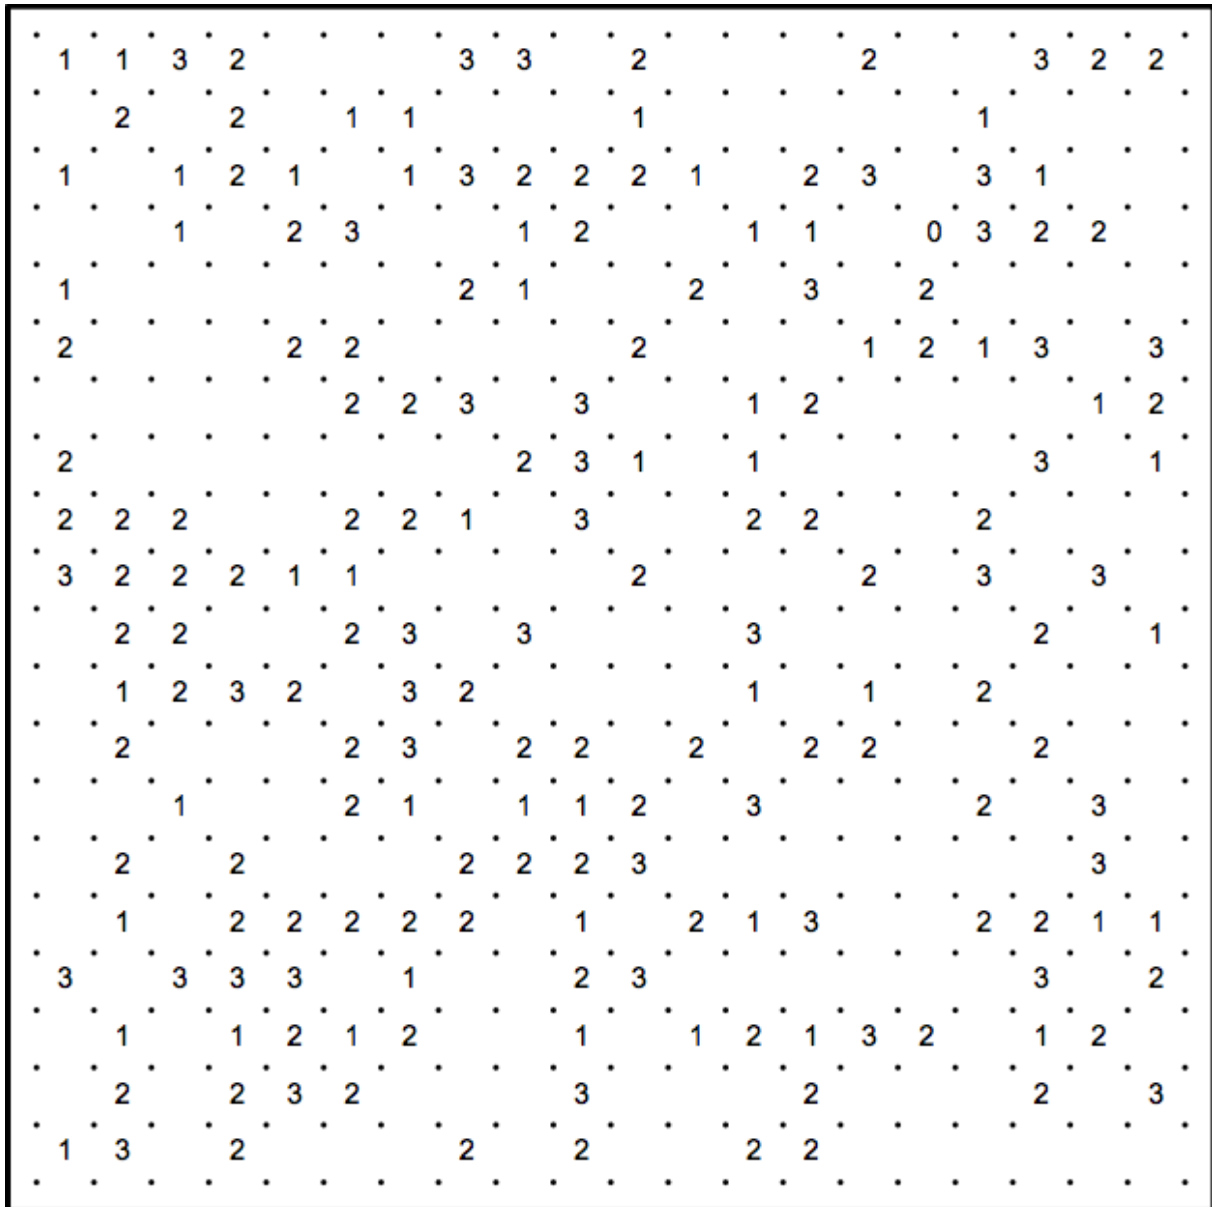 1 1 3 2 3 3 2 2 3 2 2
2 2 1 1 1 1
1 1 2 1 1 3 2 2 2 1 2 3 3 1
1 2 3 1 2 1 1 0 3 2 2
1 2 1 2 3 2
2 2 2 2 1 2 1 3 3
2 2 3 3 1 2 1 2
2 2 3 1 1 3 1
2 2 2 2 2 1 3 2 2 2
3 2 2 2 1 1 2 2 3 3
2 2 2 3 3 3 2 1
1 2 3 2 3 2 1 1 2
2 2 3 2 2 2 2 2 2
1 2 1 1 1 2 3 2 3
2 2 2 2 2 3 3
1 2 2 2 2 2 1 2 1 3 2 2 1 1
3 3 3 3 1 2 3 3 2
1 1 2 1 2 1 1 2 1 3 2 1 2
2 2 3 2 3 2 2 3
1 3 2 2 2 2 2